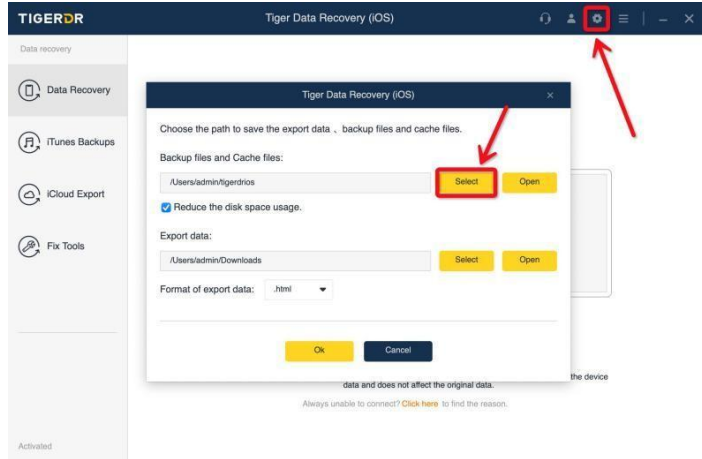 TIGERDR
Tiger Data Recovery (iOS)
Data recovery
Data Recovery
iTunes Backups
iCloud Export
Fix Tools
Activated
Tiger Data Recovery (iOS)
Choose the path to save the export data 、backup files and cache files.
Backup files and Cache files:
/Users/admin/tigerdrios
Select
Open
Reduce the disk space usage.
Export data:
/Users/admin/Downloads
Select
Open
Format of export data:
.html
Ok
Cancel
the device
data and does not affect the original data.
Always unable to connect? Click here to find the reason.